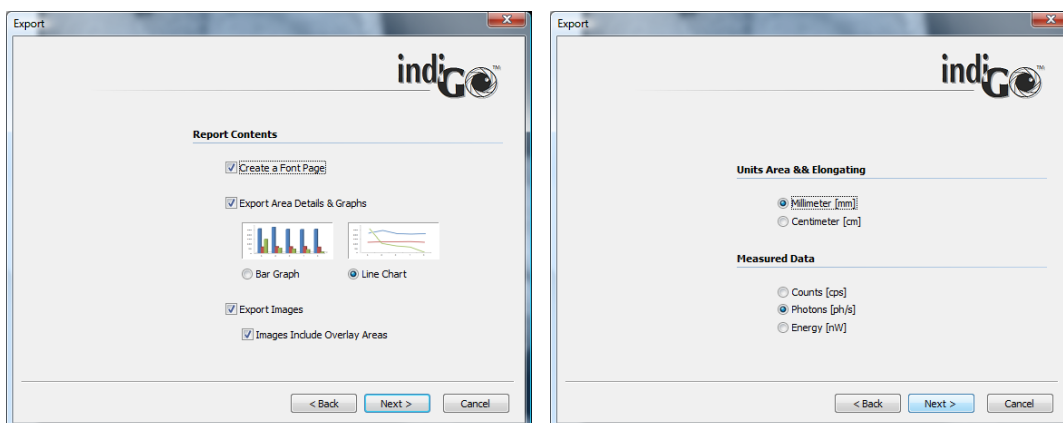 Export
indiGo™
Report Contents
Create a Font Page
Export Area Details & Graphs
Bar Graph
Line Chart
Export Images
Images Include Overlay Areas
< Back
Next >
Cancel
Export
indiGo™
Units Area && Elongating
Millimeter [mm]
Centimeter [cm]
Measured Data
Counts [cps]
Photons [ph/s]
Energy [nW]
< Back
Next >
Cancel